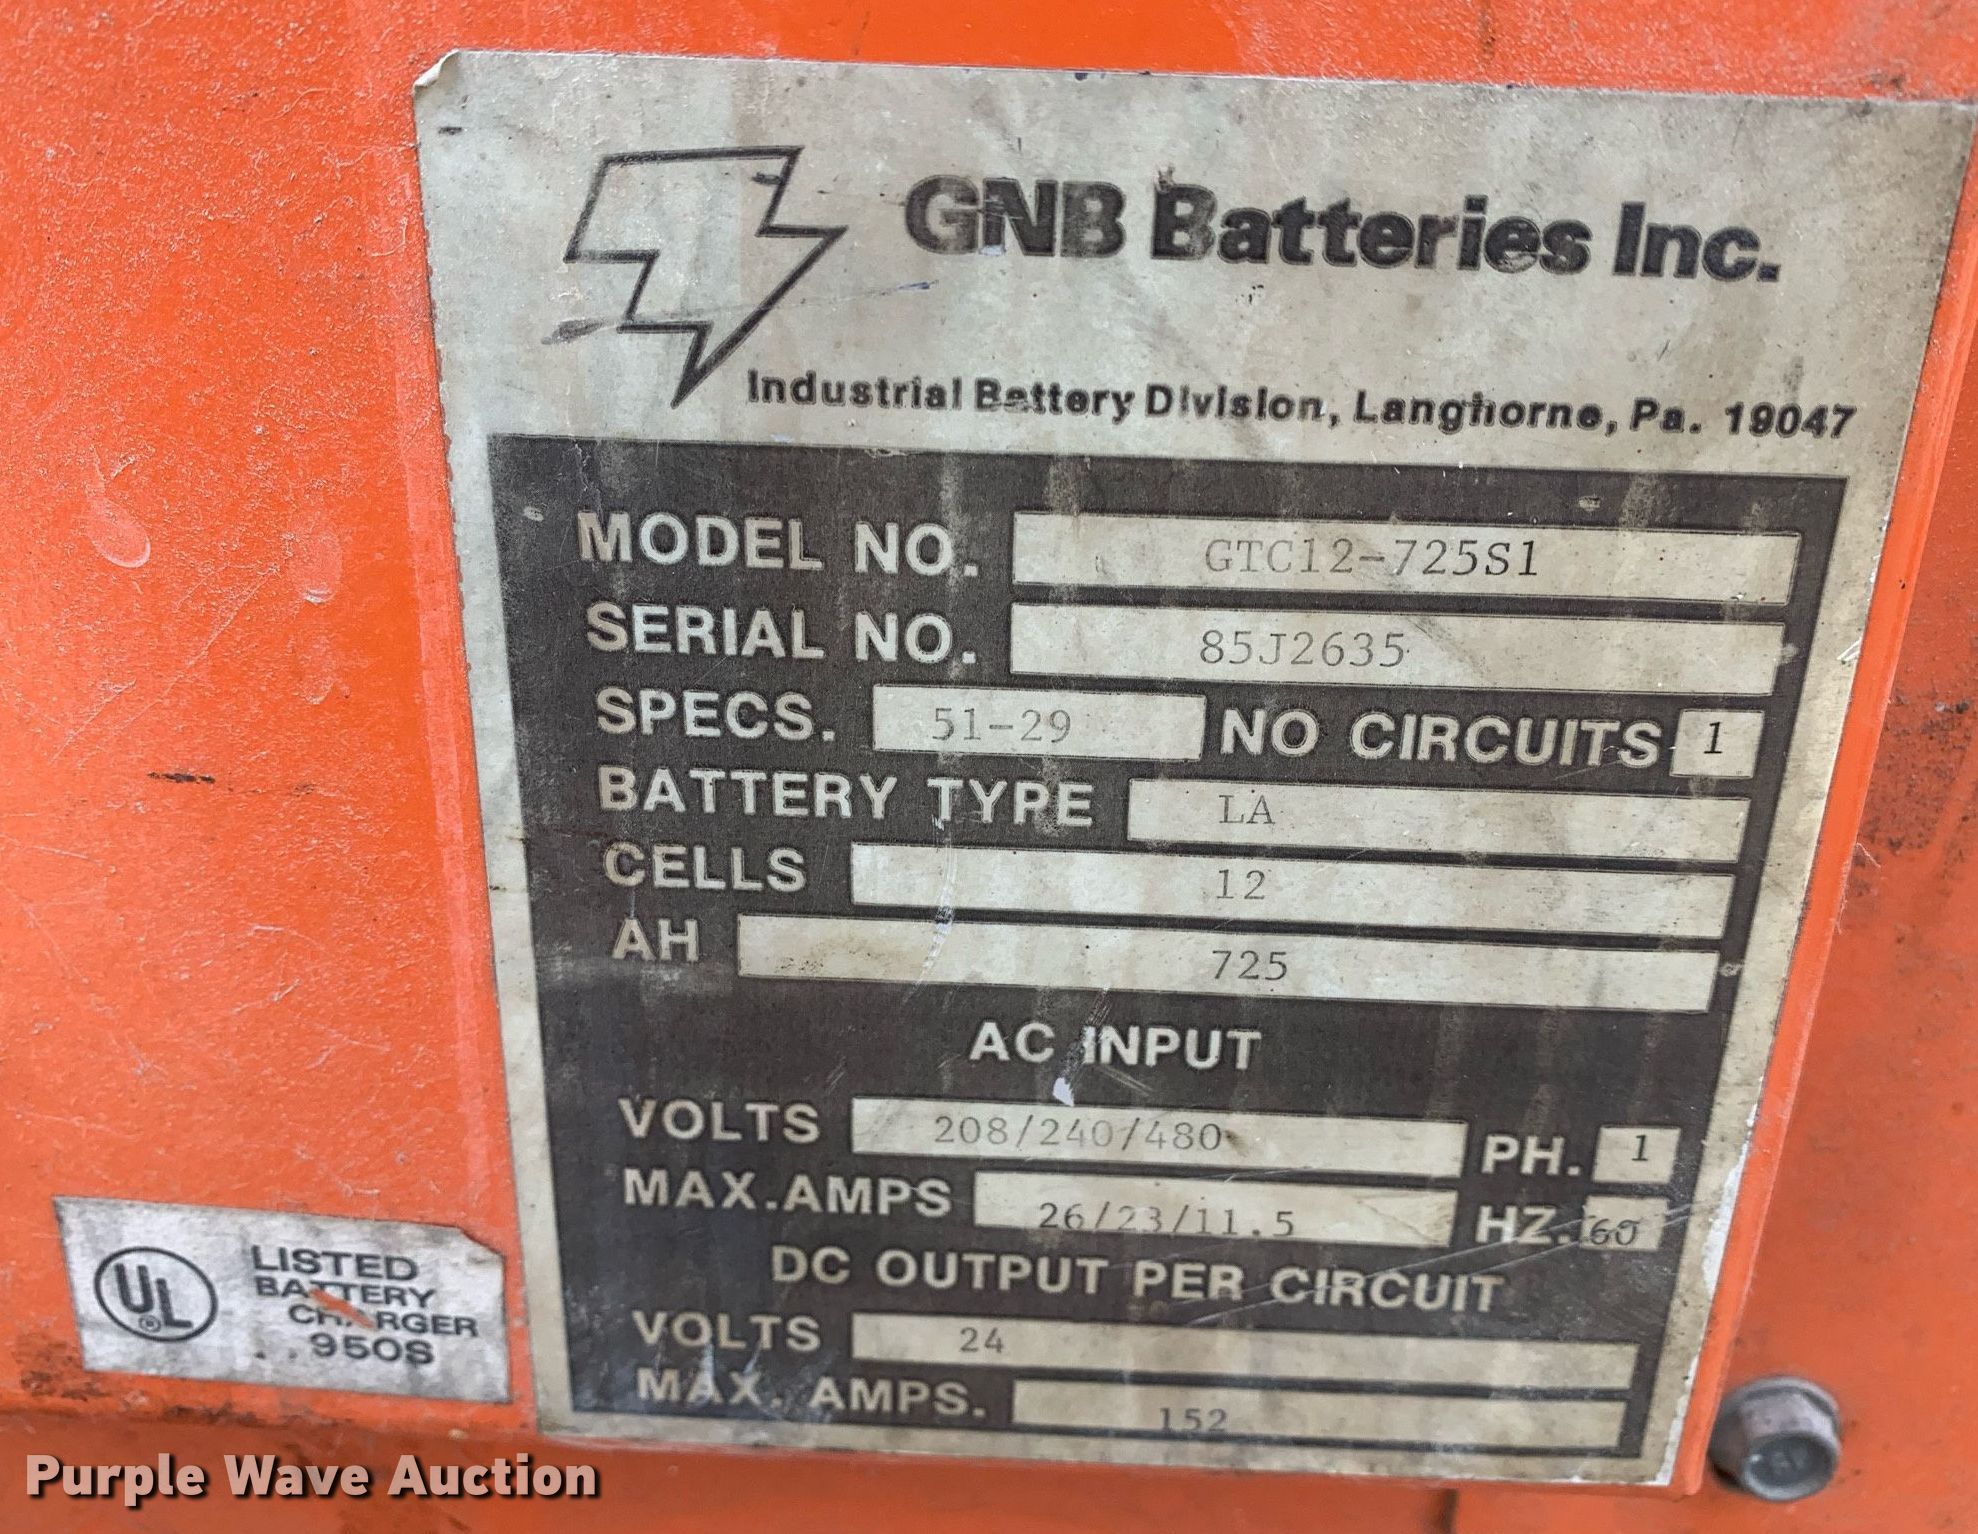 GNB Batteries Inc.
Industrial Battery Division, Langhorne, Pa. 19047
MODEL NO. GTC12-725S1
SERIAL NO. 85J2635
SPECS. 51-29 NO CIRCUITS 1
BATTERY TYPE LA
CELLS 12
AH 725
AC INPUT
VOLTS 208/240/480 PH. 1
MAX.AMPS 26/23/11.5 HZ. 60
DC OUTPUT PER CIRCUIT
VOLTS 24
MAX. AMPS. 152
UL®
LISTED
BATTERY
CHARGER
950S
Purple Wave Auction